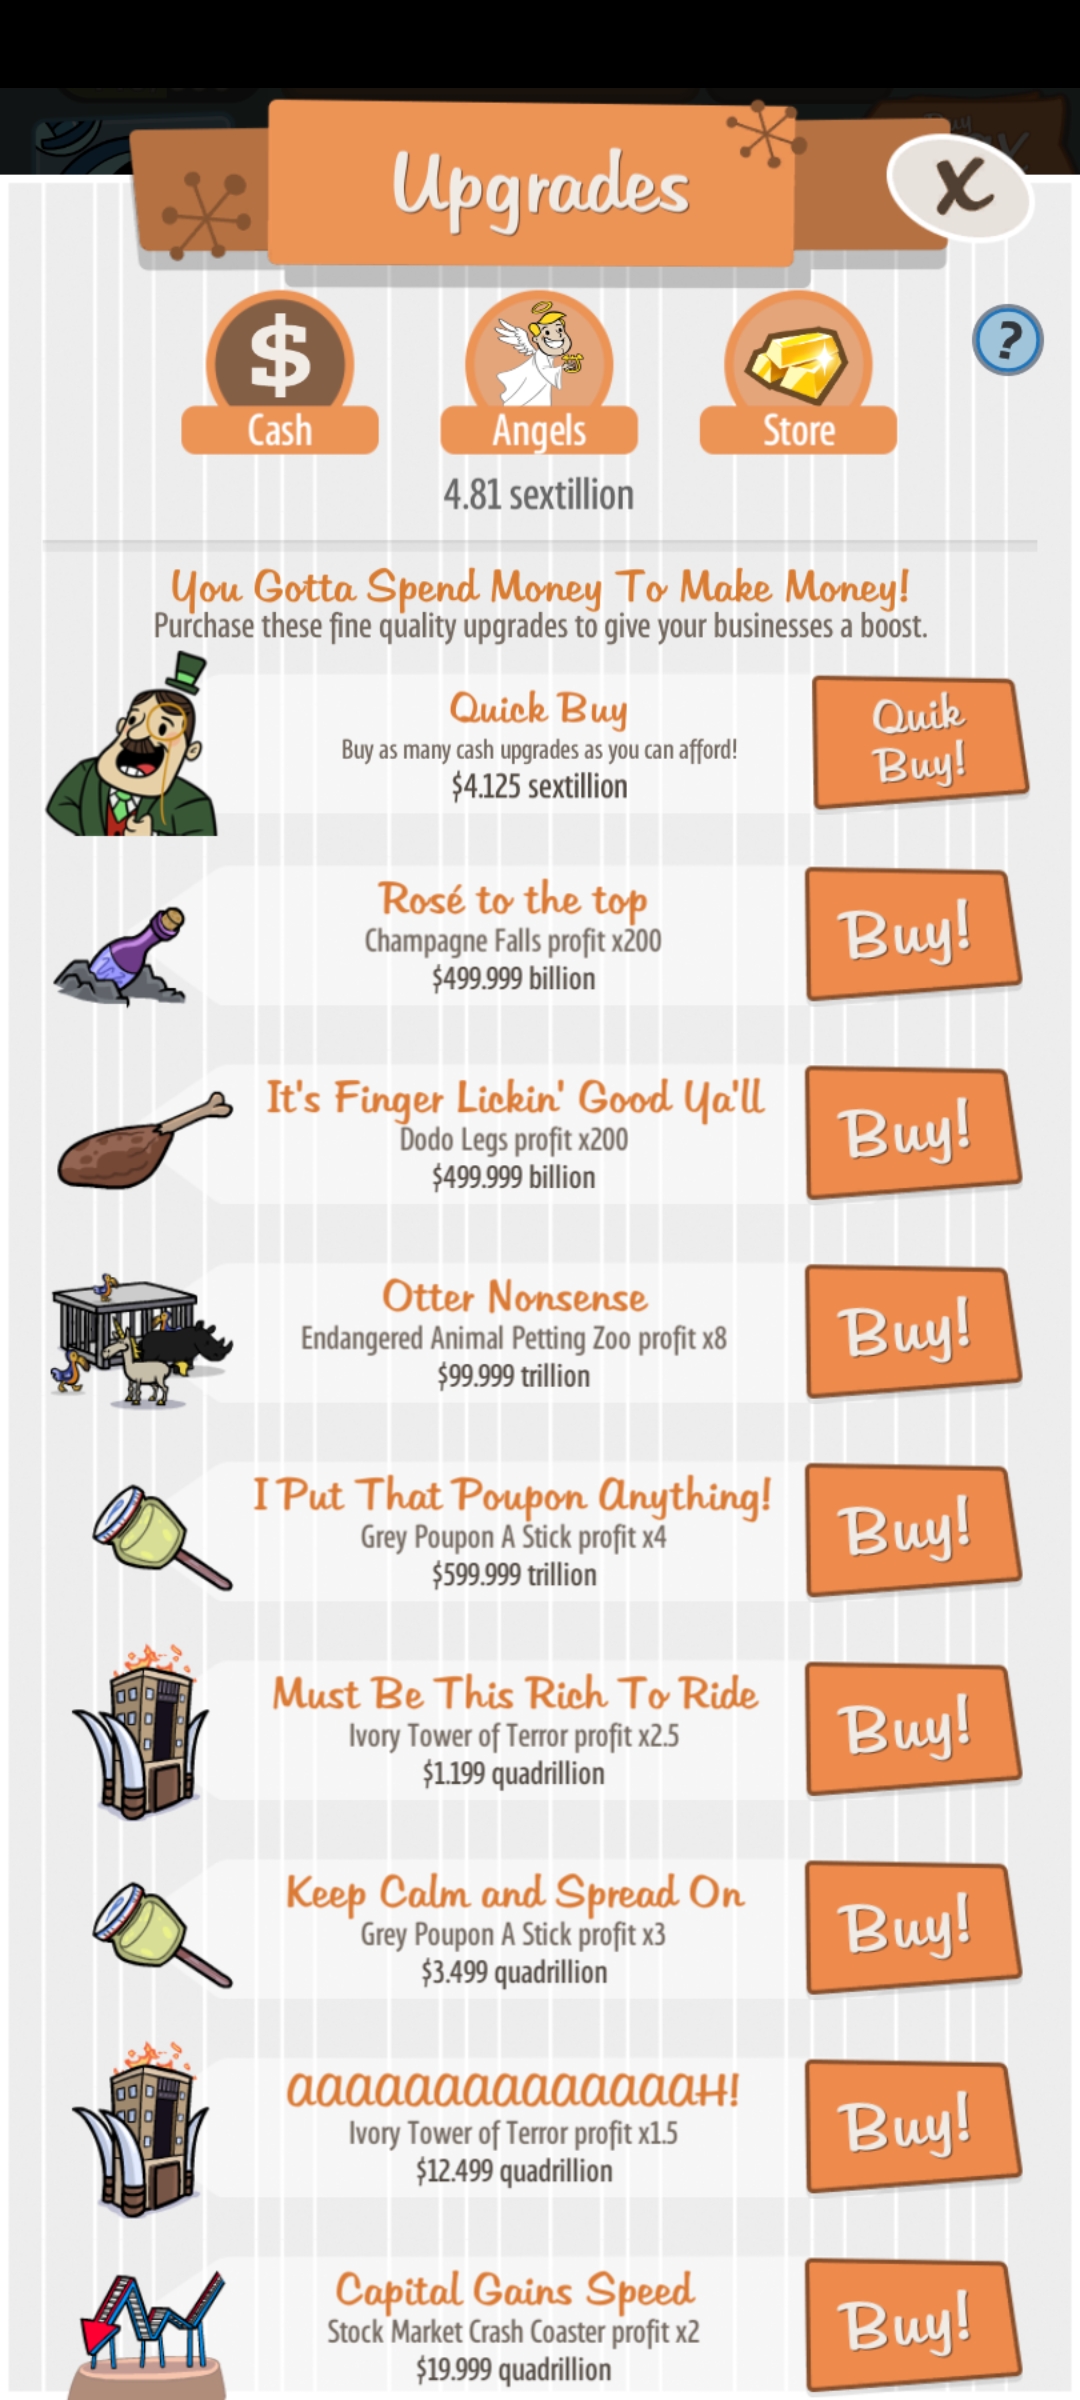 Upgrades
X
$
?
Cash
Angels
Store
4.81 sextillion
You Gotta Spend Money To Make Money!
Purchase these fine quality upgrades to give your businesses a boost.
Quick Buy
Buy as many cash upgrades as you can afford!
$4.125 sextillion
Quik
Buy!
Rosé to the top
Champagne Falls profit x200
$499.999 billion
Buy!
It's Finger Lickin' Good Ya'll
Dodo Legs profit x200
$499.999 billion
Buy!
Otter Nonsense
Endangered Animal Petting Zoo profit x8
$99.999 trillion
Buy!
I Put That Poupon Anything!
Grey Poupon A Stick profit x4
$599.999 trillion
Buy!
Must Be This Rich To Ride
Ivory Tower of Terror profit x2.5
$1.199 quadrillion
Buy!
Keep Calm and Spread On
Grey Poupon A Stick profit x3
$3.499 quadrillion
Buy!
aaaaaaaaaaaaaaaH!
Ivory Tower of Terror profit x1.5
$12.499 quadrillion
Buy!
Capital Gains Speed
Stock Market Crash Coaster profit x2
$19.999 quadrillion
Buy!